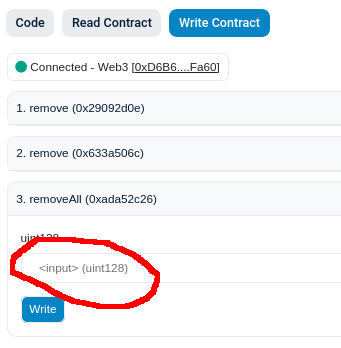 Code Read Contract Write Contract
Connected - Web3 [0xD6B6....Fa60]
1. remove (0x29092d0e)
2. remove (0x633a506c)
3. removeAll (0xada52c26)
uint128
<input> (uint128)
Write